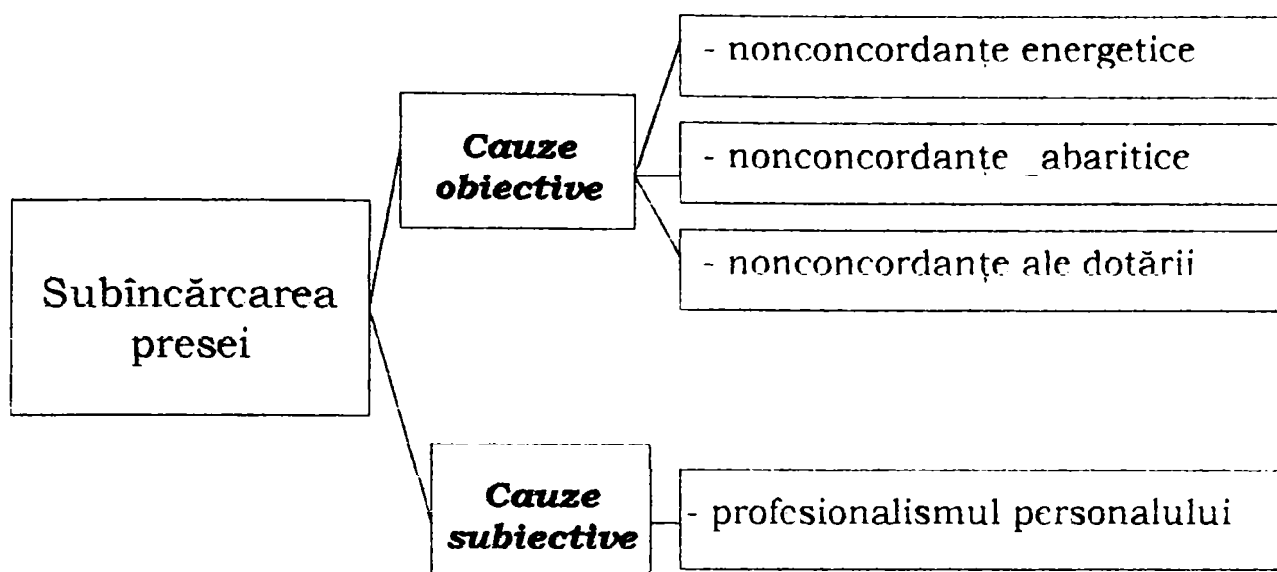 Subîncărcarea
presei
Cauze
obiective
- nonconcordanțe energetice
- nonconcordanțe _abaritice
- nonconcordanțe ale dotării
Cauze
subiective
- profesionalismul personalului